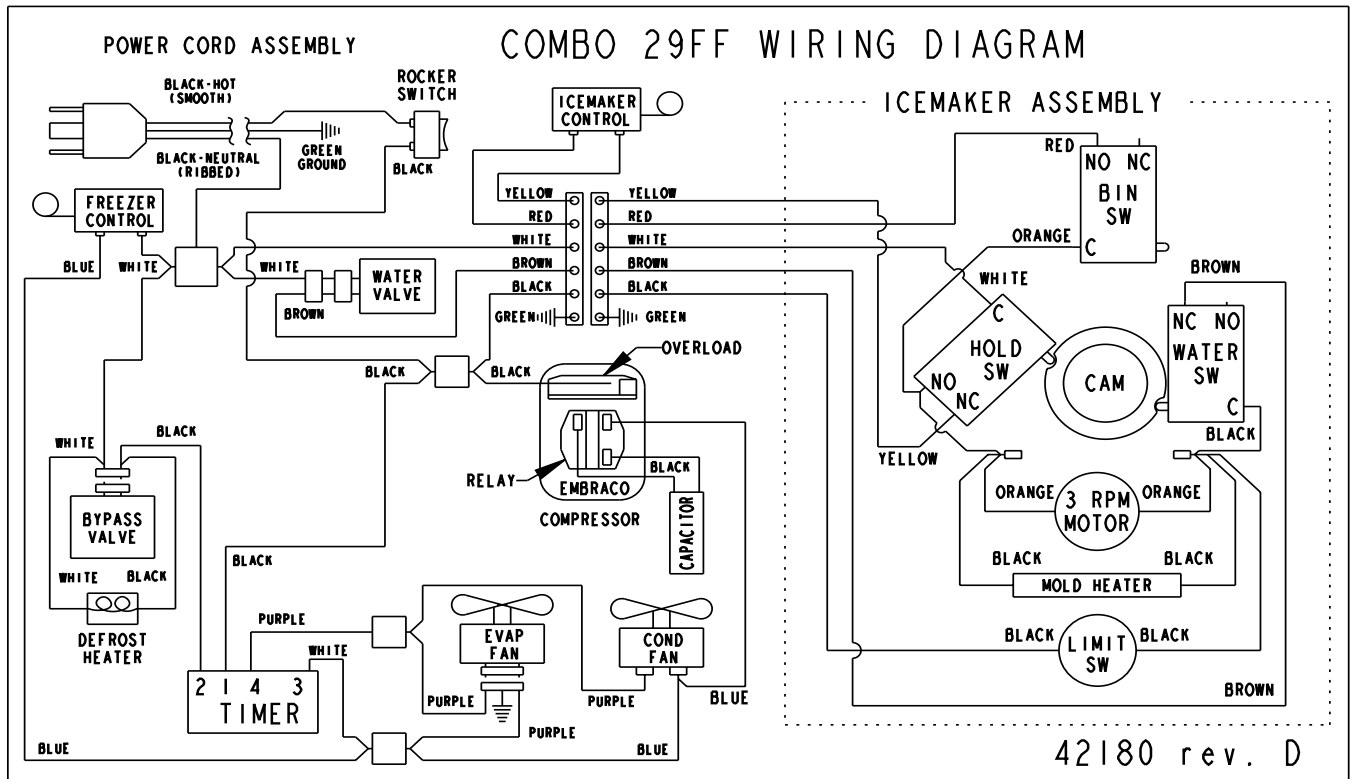 COMBO 29FF WIRING DIAGRAM
POWER CORD ASSEMBLY
BLACK-HOT
(SMOOTH)
BLACK-NEUTRAL
(RIBBED)
GREEN
GROUND
ROCKER
SWITCH
BLACK
ICEMAKER
CONTROL
ICEMAKER ASSEMBLY
FREEZER
CONTROL
BLUE
WHITE
WHITE
WATER
VALVE
BROWN
YELLOW
RED
WHITE
BROWN
BLACK
GREEN
YELLOW
RED
WHITE
BROWN
BLACK
GREEN
RED
NO NC
BIN
SW
C
ORANGE
WHITE
C
HOLD
SW
NO
NC
YELLOW
CAM
BROWN
NC NO
WATER
SW
C
BLACK
BLACK
BLACK
OVERLOAD
RELAY
EMBRACO
COMPRESSOR
BLACK
CAPACITOR
WHITE
BLACK
BYPASS
VALVE
WHITE
BLACK
DEFROST
HEATER
BLACK
PURPLE
WHITE
2 1 4 3
TIMER
EVAP
FAN
PURPLE
PURPLE
COND
FAN
PURPLE
BLUE
BLUE
BLUE
ORANGE
3 RPM
MOTOR
ORANGE
BLACK
BLACK
MOLD HEATER
BLACK
LIMIT
SW
BLACK
BROWN
42180 rev. D